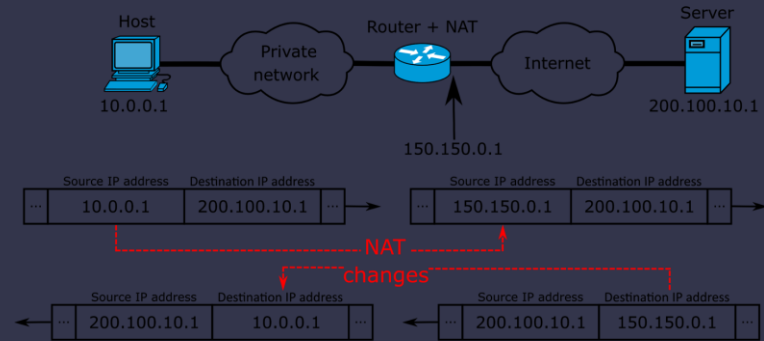 Host
Private
network
Router + NAT
Internet
Server
10.0.0.1
150.150.0.1
200.100.10.1
Source IP address Destination IP address
... 10.0.0.1 200.100.10.1 ...
Source IP address Destination IP address
... 150.150.0.1 200.100.10.1 ...
NAT
changes
Source IP address Destination IP address
... 200.100.10.1 10.0.0.1 ...
Source IP address Destination IP address
... 200.100.10.1 150.150.0.1 ...